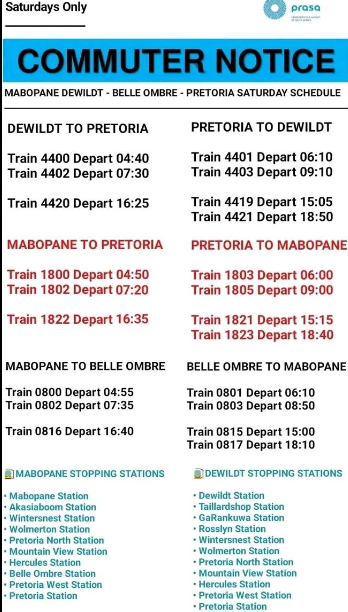 Saturdays Only
prasa
COMMUTER NOTICE
MABOPANE DEWILDT - BELLE OMBRE - PRETORIA SATURDAY SCHEDULE
DEWILDT TO PRETORIA
Train 4400 Depart 04:40
Train 4402 Depart 07:30
Train 4420 Depart 16:25
PRETORIA TO DEWILDT
Train 4401 Depart 06:10
Train 4403 Depart 09:10
Train 4419 Depart 15:05
Train 4421 Depart 18:50
MABOPANE TO PRETORIA
Train 1800 Depart 04:50
Train 1802 Depart 07:20
Train 1822 Depart 16:35
PRETORIA TO MABOPANE
Train 1803 Depart 06:00
Train 1805 Depart 09:00
Train 1821 Depart 15:15
Train 1823 Depart 18:40
MABOPANE TO BELLE OMBRE
Train 0800 Depart 04:55
Train 0802 Depart 07:35
Train 0816 Depart 16:40
BELLE OMBRE TO MABOPANE
Train 0801 Depart 06:10
Train 0803 Depart 08:50
Train 0815 Depart 15:00
Train 0817 Depart 18:10
MABOPANE STOPPING STATIONS
• Mabopane Station
• Akasiaboom Station
• Wintersnest Station
• Wolmerton Station
• Pretoria North Station
• Mountain View Station
• Hercules Station
• Belle Ombre Station
• Pretoria West Station
• Pretoria Station
DEWILDT STOPPING STATIONS
• Dewildt Station
• Taillardshop Station
• GaRankuwa Station
• Rosslyn Station
• Wintersnest Station
• Wolmerton Station
• Pretoria North Station
• Mountain View Station
• Hercules Station
• Pretoria West Station
• Pretoria Station